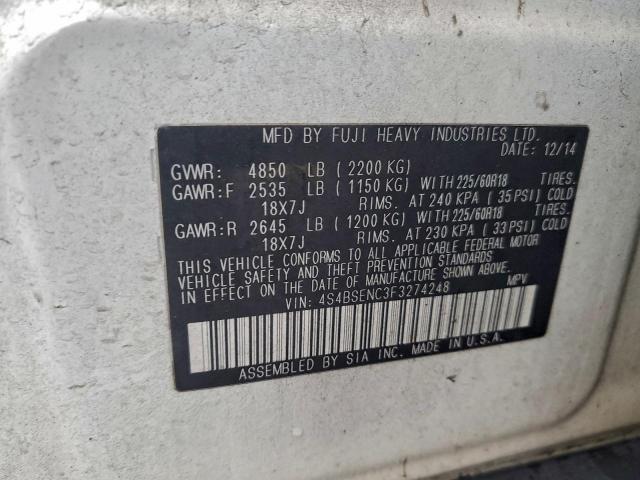 MFD BY FUJI HEAVY INDUSTRIES LTD.
DATE: 12/14
GVWR: 4850 LB (2200 KG)
GAWR: F 2535 LB (1150 KG) WITH 225/60R18 TIRES.
18X7J RIMS. AT 240 KPA (35 PSI) COLD
GAWR: R 2645 LB (1200 KG) WITH 225/60R18 TIRES.
18X7J RIMS. AT 230 KPA (33 PSI) COLD
THIS VEHICLE CONFORMS TO ALL APPLICABLE FEDERAL MOTOR
VEHICLE SAFETY AND THEFT PREVENTION STANDARDS
IN EFFECT ON THE DATE OF MANUFACTURE SHOWN ABOVE.
VIN: 4S4BSENC3F3274248 MPV
ASSEMBLED BY SIA INC. MADE IN U.S.A.